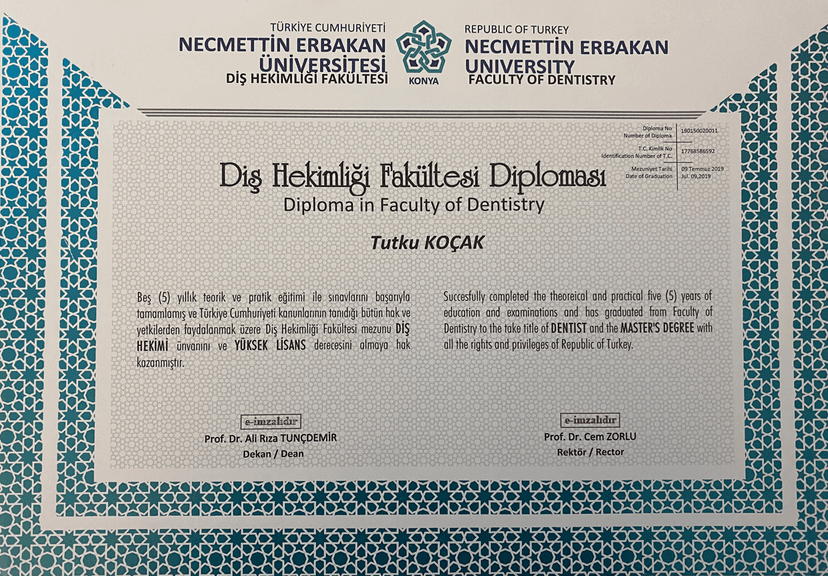 TÜRKİYE CUMHURİYETİ
NECMETTİN ERBAKAN
ÜNİVERSİTESİ
DİŞ HEKİMLİĞİ FAKÜLTESİ
KONYA
REPUBLIC OF TURKEY
NECMETTİN ERBAKAN
UNIVERSITY
FACULTY OF DENTISTRY
Diploma No
Number of Diploma
180150020011
T.C. Kimlik No
Identification Number of T.C.
17768586592
Mezuniyet Tarihi
Date of Graduation
09 Temmuz 2019
Jul. 09,2019
Diş Hekimliği Fakültesi Diploması
Diploma in Faculty of Dentistry
Tutku KOÇAK
Beş (5) yıllık teorik ve pratik eğitimi ile sınavlarını başarıyla
tamamlamış ve Türkiye Cumhuriyeti kanunlarının tanıdığı bütün hak ve
yetkilerden faydalanmak üzere Diş Hekimliği Fakültesi mezunu DİŞ
HEKİMİ ünvanını ve YÜKSEK LİSANS derecesini almaya hak
kazanmıştır.
Succesfully completed the theoreical and practical five (5) years of
education and examinations and has graduated from Faculty of
Dentistry to the take title of DENTIST and the MASTER'S DEGREE with
all the rights and privileges of Republic of Turkey.
e-imzalıdır
Prof. Dr. Ali Rıza TUNÇDEMİR
Dekan / Dean
e-imzalıdır
Prof. Dr. Cem ZORLU
Rektör / Rector